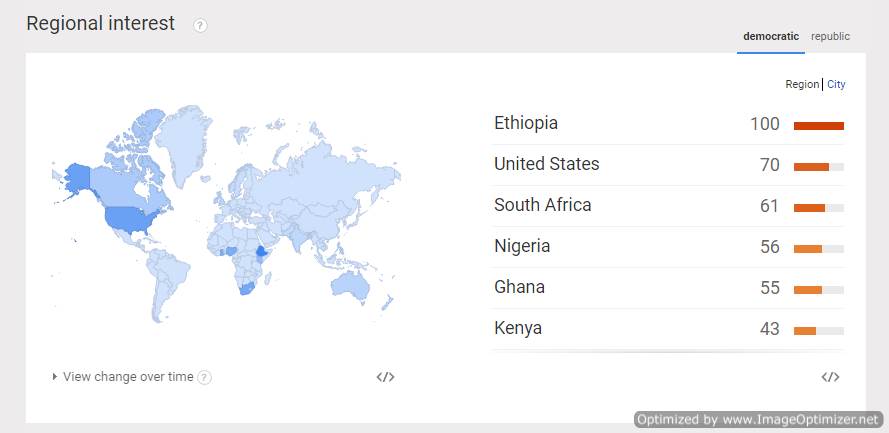 Regional interest ?
democratic republic
Region | City
Ethiopia 100
United States 70
South Africa 61
Nigeria 56
Ghana 55
Kenya 43
View change over time ? </> </>
Optimized by www.ImageOptimizer.net